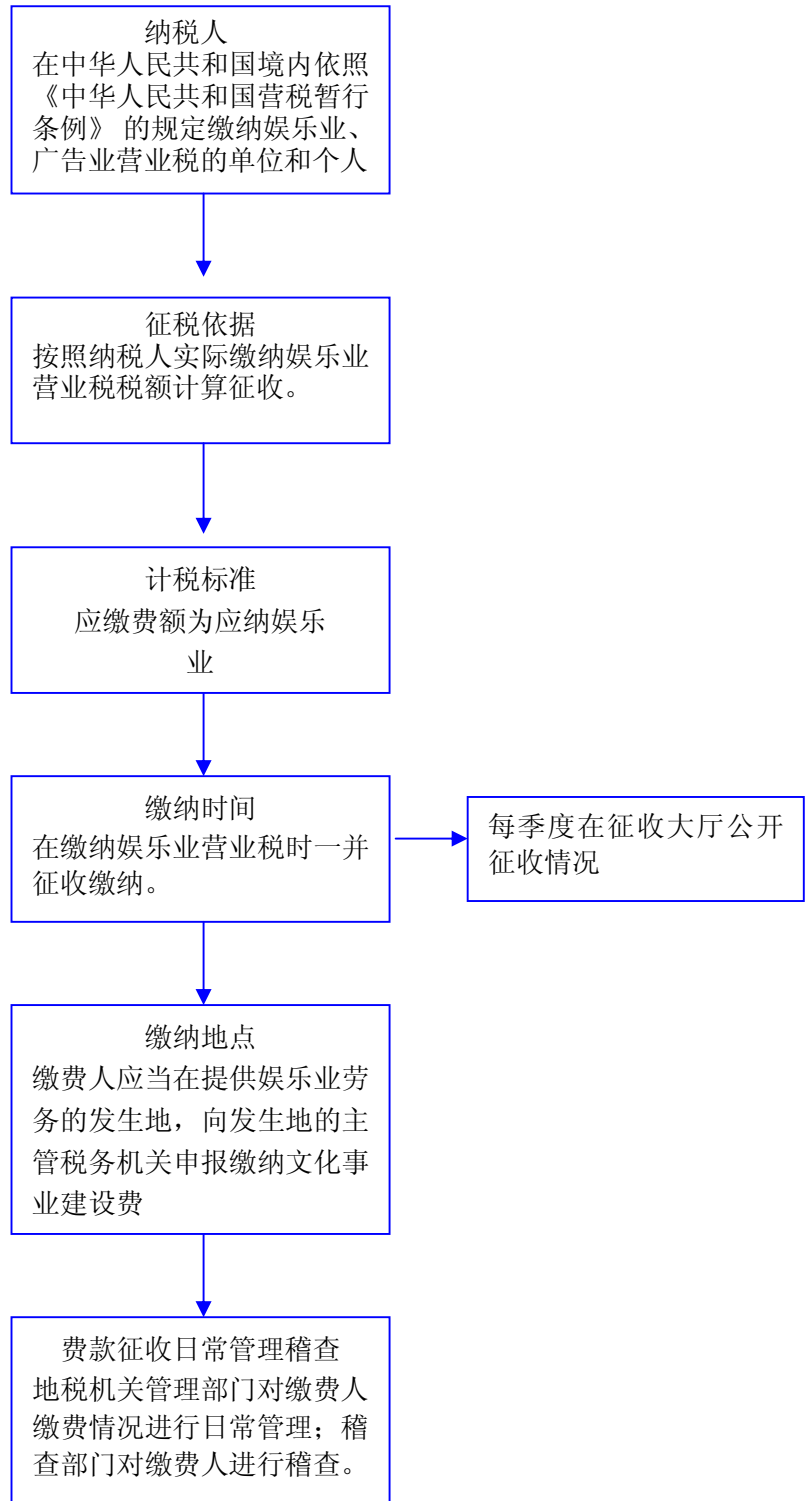 纳税人
在中华人民共和国境内依照
《中华人民共和国营税暂行
条例》 的规定缴纳娱乐业、
广告业营业税的单位和个人
征税依据
按照纳税人实际缴纳娱乐业
营业税税额计算征收。
计税标准
应缴费额为应纳娱乐
业
缴纳时间
在缴纳娱乐业营业税时一并
征收缴纳。
每季度在征收大厅公开
征收情况
缴纳地点
缴费人应当在提供娱乐业劳
务的发生地，向发生地的主
管税务机关申报缴纳文化事
业建设费
费款征收日常管理稽查
地税机关管理部门对缴费人
缴费情况进行日常管理；稽
查部门对缴费人进行稽查。